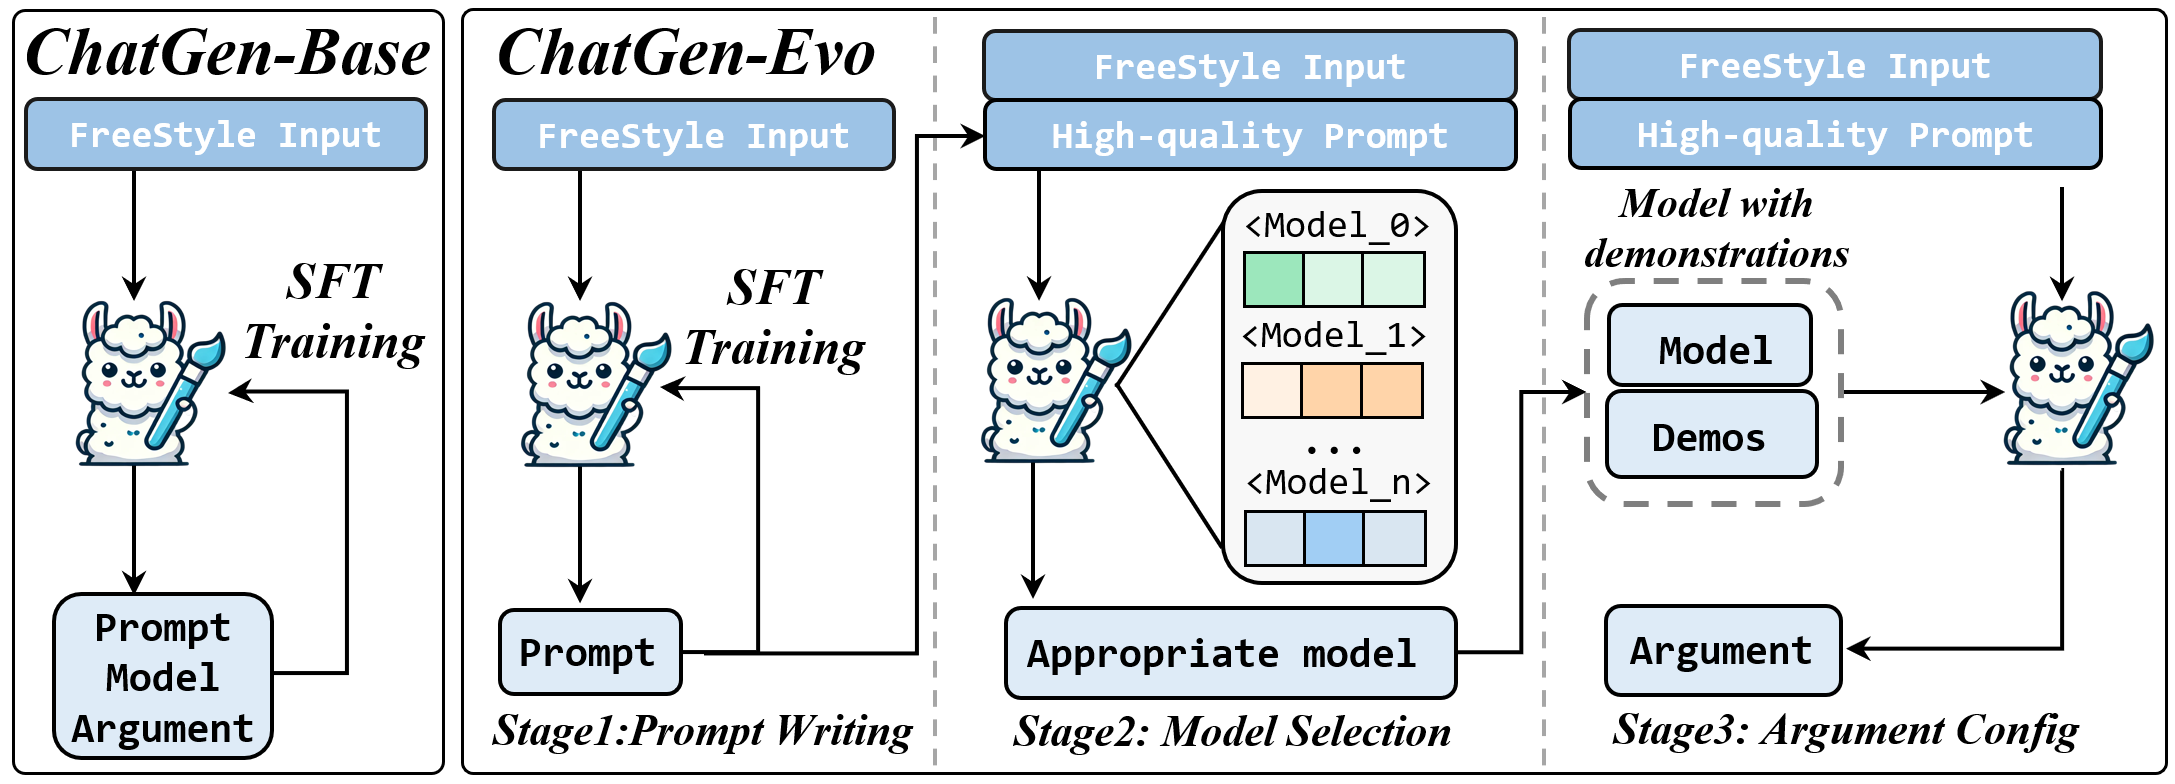 ChatGen-Base
FreeStyle Input
SFT
Training
Prompt
Model
Argument
ChatGen-Evo
FreeStyle Input
SFT
Training
Prompt
Stage1:Prompt Writing
FreeStyle Input
High-quality Prompt
<Model_0>
<Model_1>
...
<Model_n>
Appropriate model
Stage2: Model Selection
FreeStyle Input
High-quality Prompt
Model with
demonstrations
Model
Demos
Argument
Stage3: Argument Config